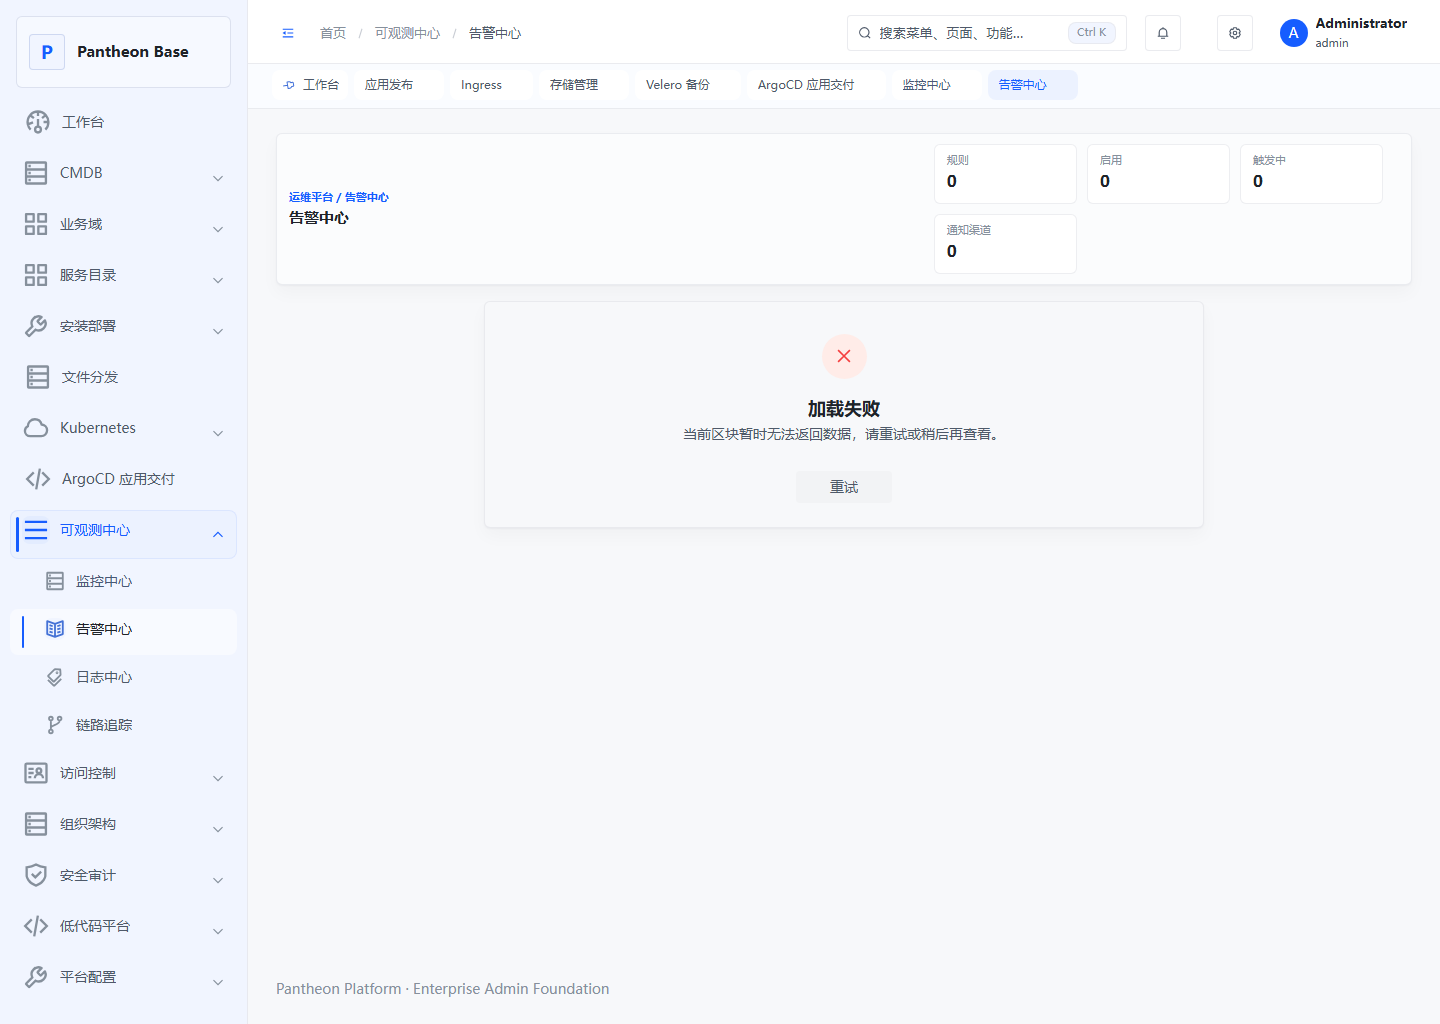 P
Pantheon Base
工作台
CMDB
业务域
服务目录
安装部署
文件分发
Kubernetes
ArgoCD 应用交付
可观测中心
监控中心
告警中心
日志中心
链路追踪
访问控制
组织架构
安全审计
低代码平台
平台配置
首页 / 可观测中心 / 告警中心
搜索菜单、页面、功能... Ctrl K
A
Administrator
admin
工作台 应用发布 Ingress 存储管理 Velero 备份 ArgoCD 应用交付 监控中心 告警中心
运维平台 / 告警中心
告警中心
规则
0
启用
0
触发中
0
通知渠道
0
加载失败
当前区块暂时无法返回数据，请重试或稍后再查看。
重试
Pantheon Platform · Enterprise Admin Foundation